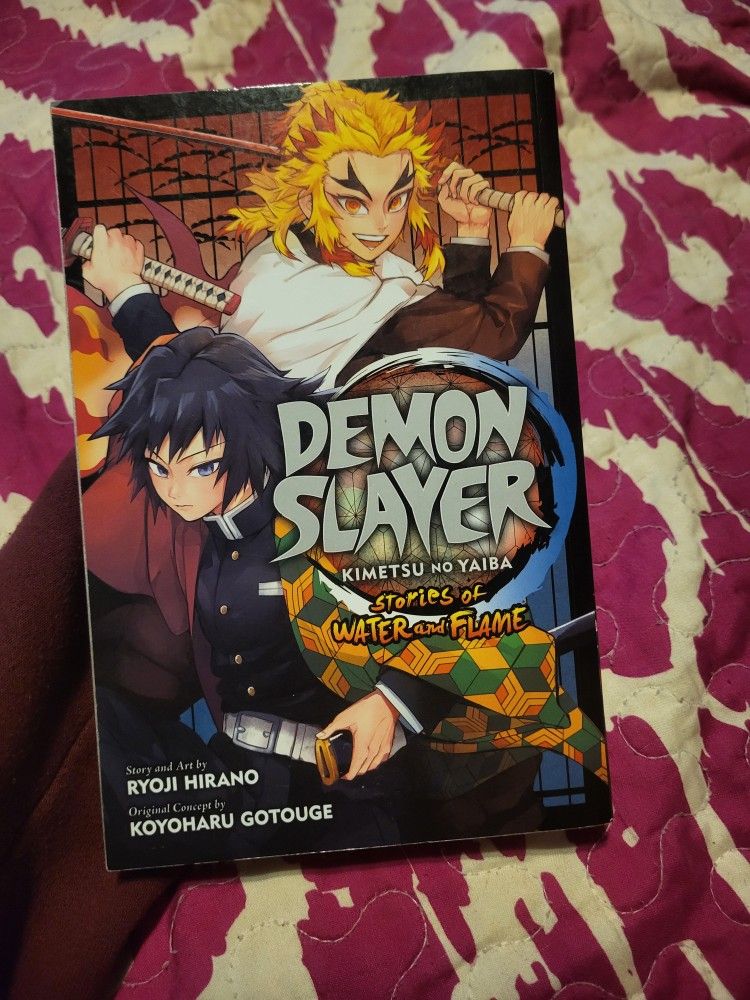 DEMON
SLAYER
KIMETSU NO YAIBA
STORIES OF
WATER and FLAME
Story and Art by
RYOJI HIRANO
Original Concept by
KOYOHARU GOTOUGE